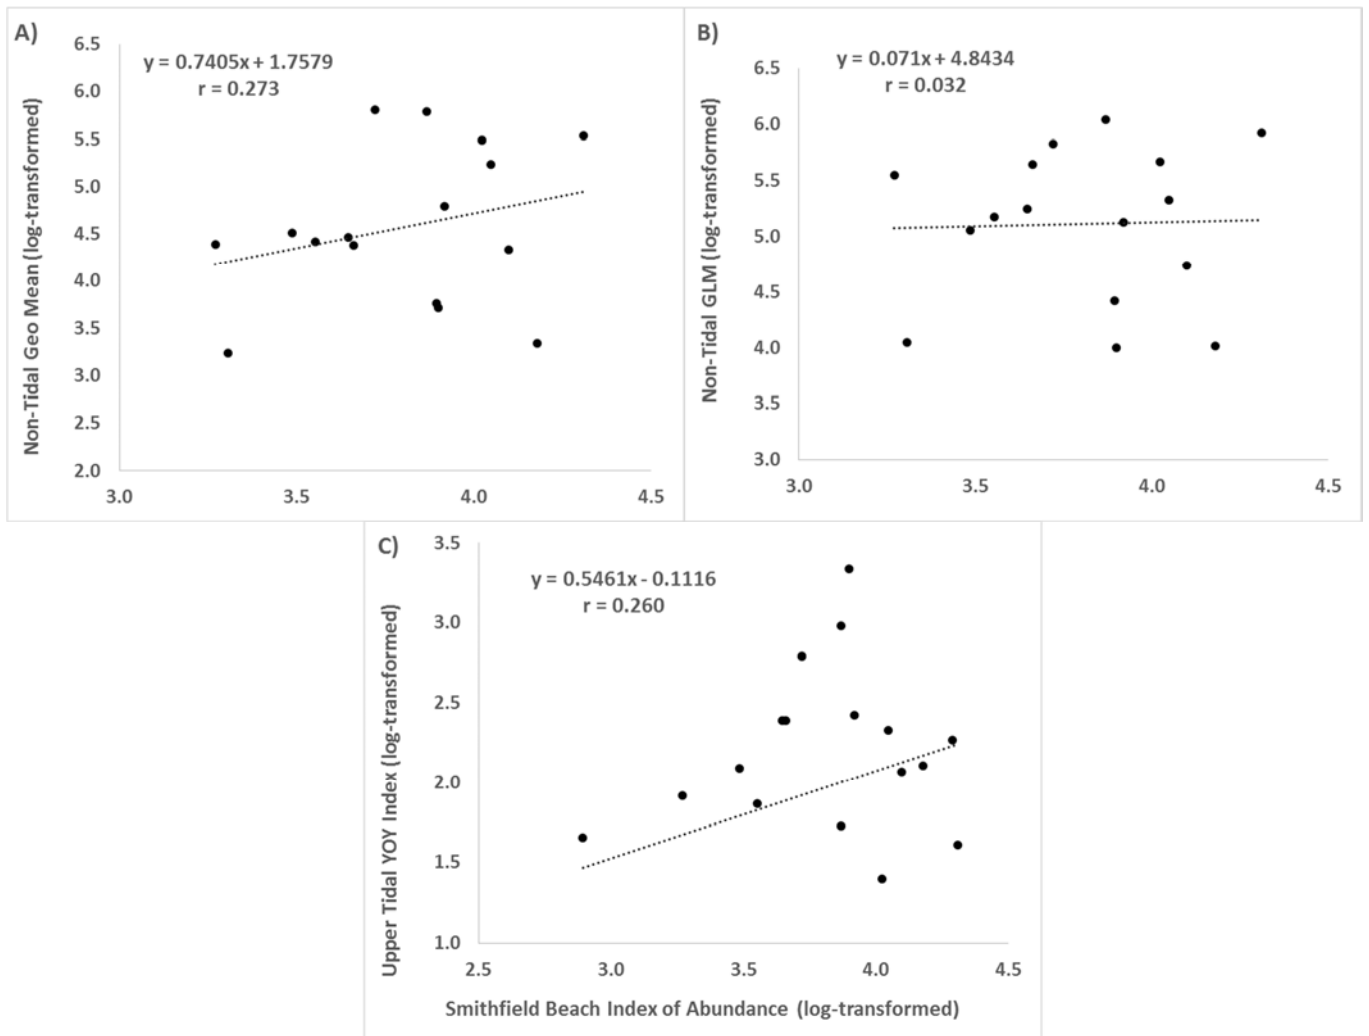 A)
y = 0.7405x + 1.7579
r = 0.273
Non-Tidal Geo Mean (log-transformed)
6.5
6.0
5.5
5.0
4.5
4.0
3.5
3.0
2.5
2.0
3.0 3.5 4.0 4.5
B)
y = 0.071x + 4.8434
r = 0.032
Non-Tidal GLM (log-transformed)
6.5
6.0
5.5
5.0
4.5
4.0
3.5
3.0
3.0 3.5 4.0 4.5
C)
y = 0.5461x - 0.1116
r = 0.260
Upper Tidal YOY Index (log-transformed)
3.5
3.0
2.5
2.0
1.5
1.0
2.5 3.0 3.5 4.0 4.5
Smithfield Beach Index of Abundance (log-transformed)